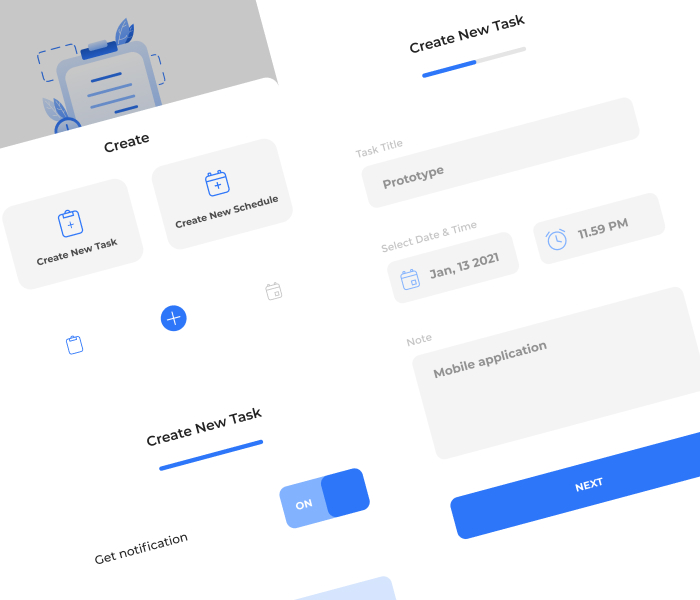 Create
Create New Task
Create New Schedule
Create New Task
Get notification
ON
Create New Task
Task Title
Prototype
Select Date & Time
Jan, 13 2021
11.59 PM
Note
Mobile application
NEXT